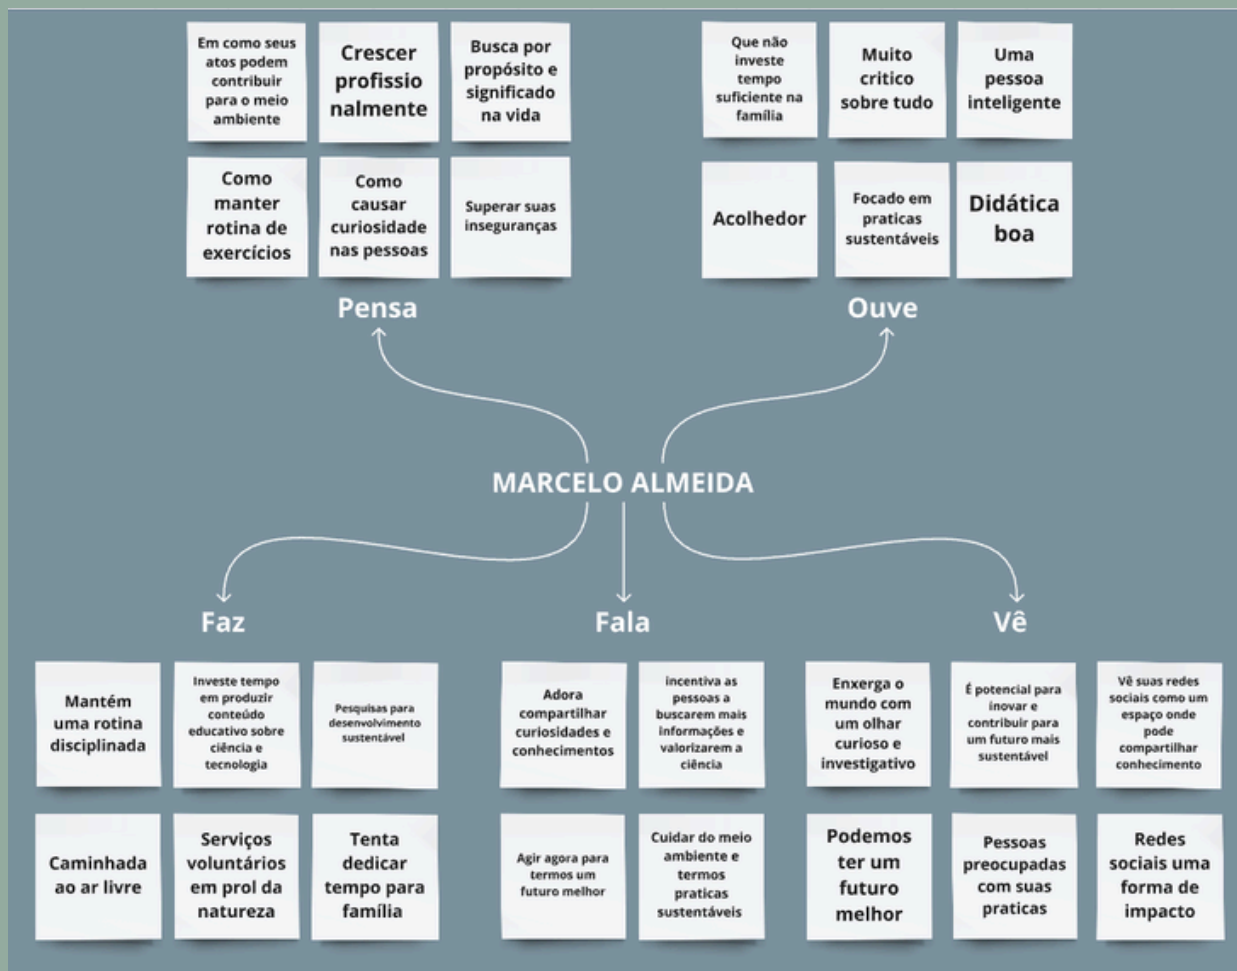 Em como seus
atos podem
contribuir
para o meio
ambiente
Crescer
profissio
nalmente
Busca por
propósito e
significado
na vida
Como
manter
rotina de
exercícios
Como
causar
curiosidade
nas pessoas
Superar suas
inseguranças
Pensa
Que não
investe
tempo
suficiente na
família
Muito
critico
sobre tudo
Uma
pessoa
inteligente
Acolhedor
Focado em
praticas
sustentáveis
Didática
boa
Ouve
MARCELO ALMEIDA
Faz
Mantém
uma rotina
disciplinada
Investe tempo
em produzir
conteúdo
educativo sobre
ciência e
tecnologia
Pesquisas para
desenvolvimento
sustentável
Caminhada
ao ar livre
Serviços
voluntários
em prol da
natureza
Tenta
dedicar
tempo para
família
Fala
Adora
compartilhar
curiosidades e
conhecimentos
incentiva as
pessoas a
buscarem mais
informações e
valorizarem a
ciência
Agir agora para
termos um
futuro melhor
Cuidar do meio
ambiente e
termos
praticas
sustentáveis
Vê
Enxerga o
mundo com
um olhar
curioso e
investigativo
É potencial para
inovar e
contribuir para
um futuro mais
sustentável
Vê suas redes
sociais como um
espaço onde
pode
compartilhar
conhecimento
Podemos
ter um
futuro
melhor
Pessoas
preocupadas
com suas
praticas
Redes
sociais uma
forma de
impacto